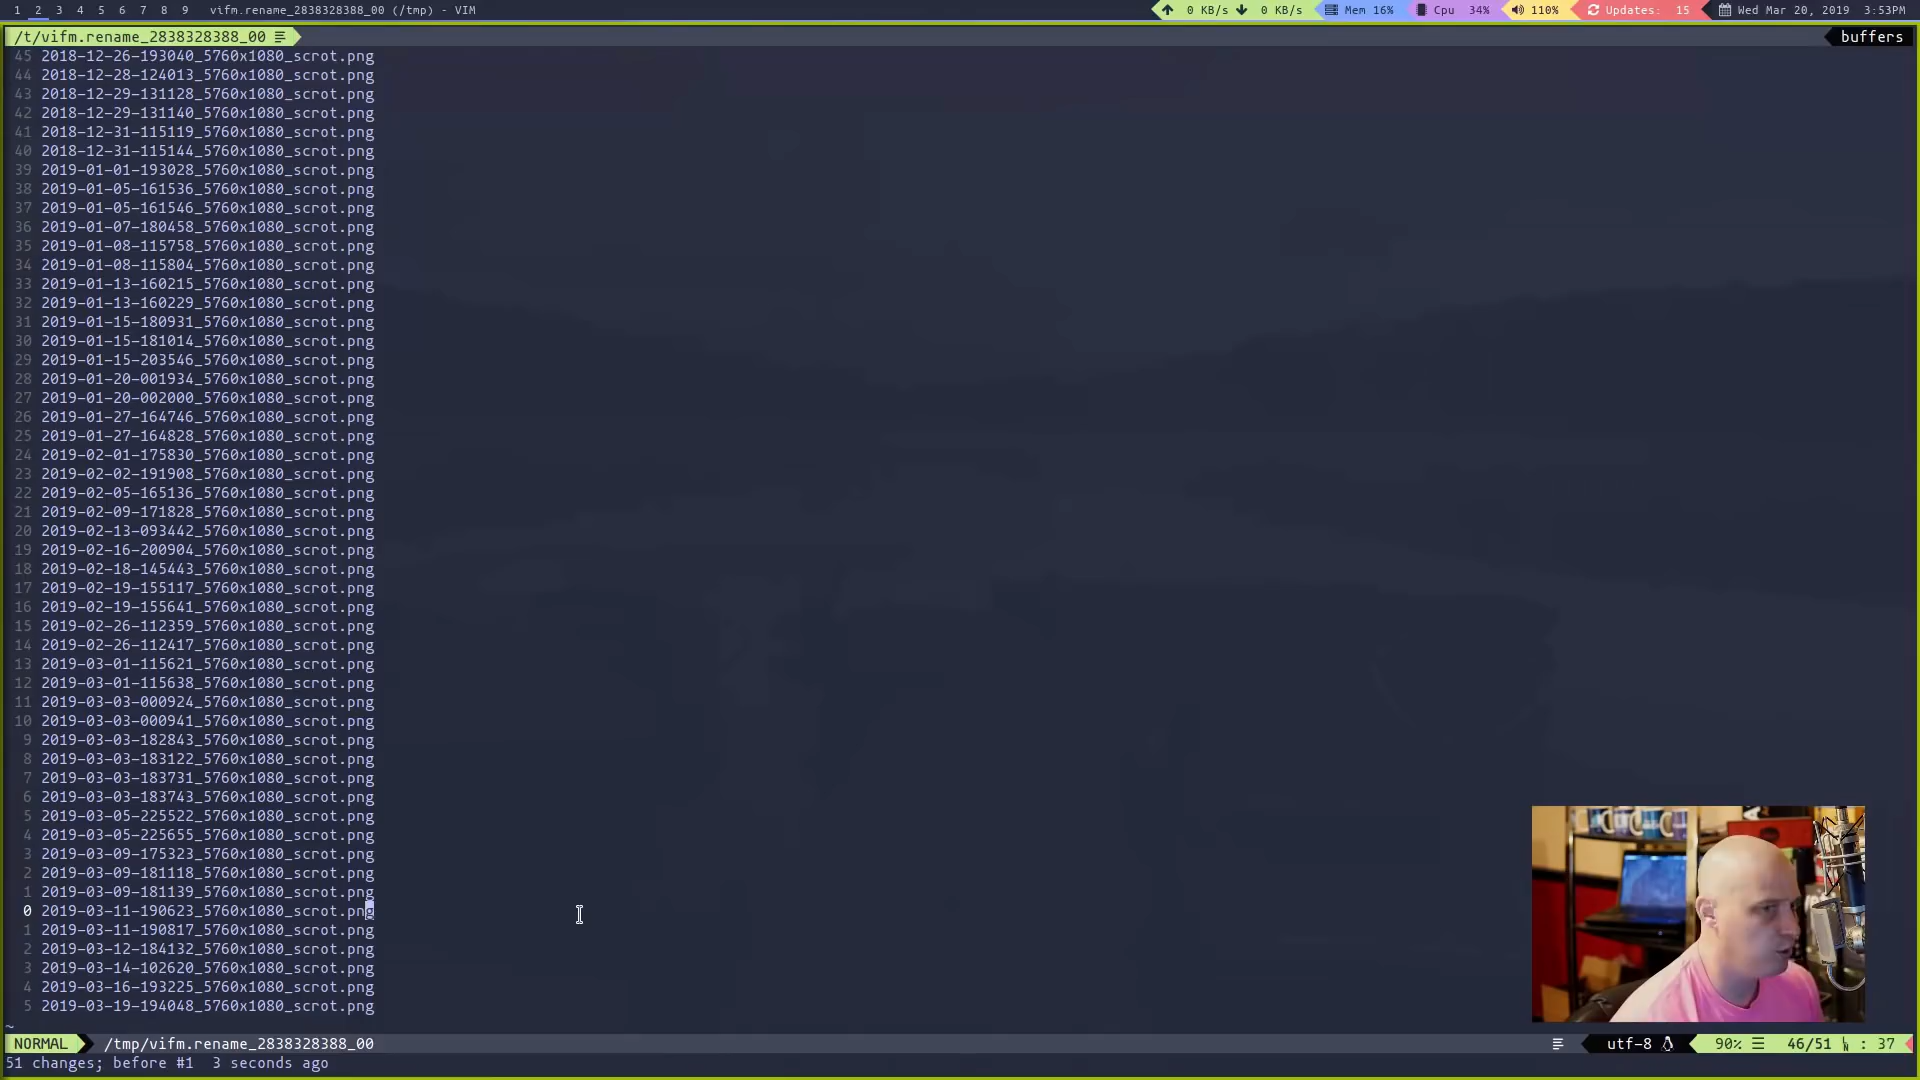 1 2 3 4 5 6 7 8 9 vifm.rename_2838328388_00 (/tmp) - VIM 0 KB/s 0 KB/s Mem 16% Cpu 34% 110% Updates: 15 Wed Mar 20, 2019 3:53PM
/t/vifm.rename_2838328388_00 buffers
45 2018-12-26-193040_5760x1080_scrot.png
44 2018-12-28-124013_5760x1080_scrot.png
43 2018-12-29-131128_5760x1080_scrot.png
42 2018-12-29-131140_5760x1080_scrot.png
41 2018-12-31-115119_5760x1080_scrot.png
40 2018-12-31-115144_5760x1080_scrot.png
39 2019-01-01-193028_5760x1080_scrot.png
38 2019-01-05-161536_5760x1080_scrot.png
37 2019-01-05-161546_5760x1080_scrot.png
36 2019-01-07-180458_5760x1080_scrot.png
35 2019-01-08-115758_5760x1080_scrot.png
34 2019-01-08-115804_5760x1080_scrot.png
33 2019-01-13-160215_5760x1080_scrot.png
32 2019-01-13-160229_5760x1080_scrot.png
31 2019-01-15-180931_5760x1080_scrot.png
30 2019-01-15-181014_5760x1080_scrot.png
29 2019-01-15-203546_5760x1080_scrot.png
28 2019-01-20-001934_5760x1080_scrot.png
27 2019-01-20-002000_5760x1080_scrot.png
26 2019-01-27-164746_5760x1080_scrot.png
25 2019-01-27-164828_5760x1080_scrot.png
24 2019-02-01-175830_5760x1080_scrot.png
23 2019-02-02-191908_5760x1080_scrot.png
22 2019-02-05-165136_5760x1080_scrot.png
21 2019-02-09-171828_5760x1080_scrot.png
20 2019-02-13-093442_5760x1080_scrot.png
19 2019-02-16-200904_5760x1080_scrot.png
18 2019-02-18-145443_5760x1080_scrot.png
17 2019-02-19-155117_5760x1080_scrot.png
16 2019-02-19-155641_5760x1080_scrot.png
15 2019-02-26-112359_5760x1080_scrot.png
14 2019-02-26-112417_5760x1080_scrot.png
13 2019-03-01-115621_5760x1080_scrot.png
12 2019-03-01-115638_5760x1080_scrot.png
11 2019-03-03-000924_5760x1080_scrot.png
10 2019-03-03-000941_5760x1080_scrot.png
9 2019-03-03-182843_5760x1080_scrot.png
8 2019-03-03-183122_5760x1080_scrot.png
7 2019-03-03-183731_5760x1080_scrot.png
6 2019-03-03-183743_5760x1080_scrot.png
5 2019-03-05-225522_5760x1080_scrot.png
4 2019-03-05-225655_5760x1080_scrot.png
3 2019-03-09-175323_5760x1080_scrot.png
2 2019-03-09-181118_5760x1080_scrot.png
1 2019-03-09-181139_5760x1080_scrot.png
0 2019-03-11-190623_5760x1080_scrot.png
1 2019-03-11-190817_5760x1080_scrot.png
2 2019-03-12-184132_5760x1080_scrot.png
3 2019-03-14-102620_5760x1080_scrot.png
4 2019-03-16-193225_5760x1080_scrot.png
5 2019-03-19-194048_5760x1080_scrot.png
~
NORMAL /tmp/vifm.rename_2838328388_00 utf-8 90% 46/51 : 37
51 changes; before #1 3 seconds ago